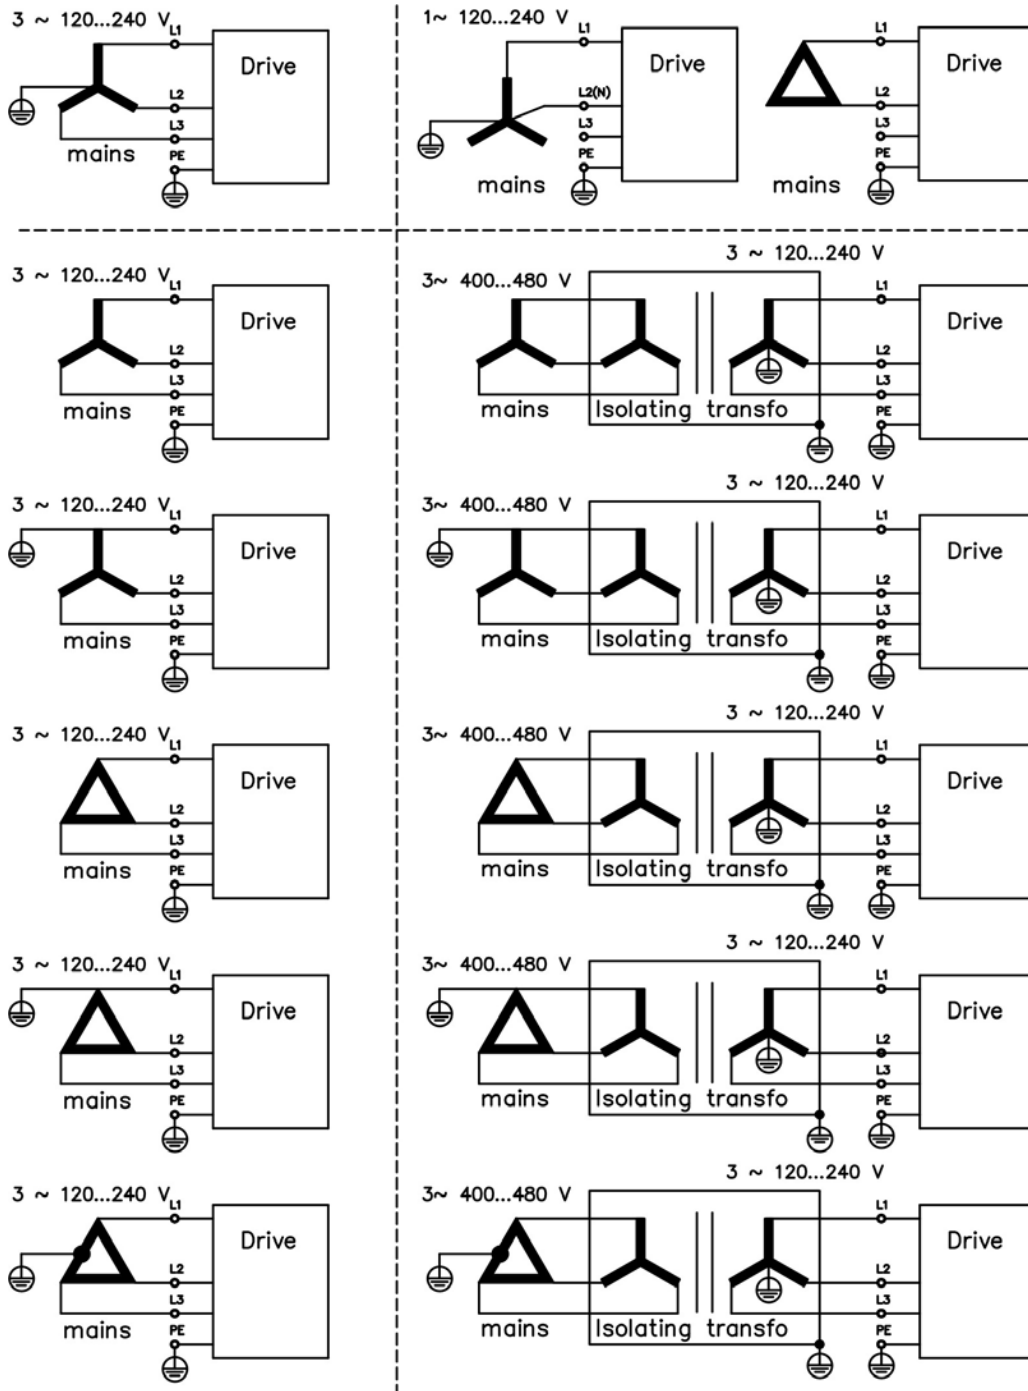 3 ~ 120...240 V
L1
Drive
L2
L3
mains
PE
1~ 120...240 V
L1
Drive
L2(N)
L3
PE
mains
L1
Drive
L2
L3
PE
mains
3 ~ 120...240 V
L1
Drive
L2
L3
mains
PE
3 ~ 120...240 V
3~ 400...480 V
L1
Drive
L2
L3
mains Isolating transfo
PE
3 ~ 120...240 V
L1
Drive
L2
L3
mains
PE
3 ~ 120...240 V
3~ 400...480 V
L1
Drive
L2
L3
mains Isolating transfo
PE
3 ~ 120...240 V
L1
Drive
L2
L3
mains
PE
3 ~ 120...240 V
3~ 400...480 V
L1
Drive
L2
L3
mains Isolating transfo
PE
3 ~ 120...240 V
L1
Drive
L2
L3
mains
PE
3 ~ 120...240 V
3~ 400...480 V
L1
Drive
L2
L3
mains Isolating transfo
PE
3 ~ 120...240 V
L1
Drive
L2
L3
mains
PE
3 ~ 120...240 V
3~ 400...480 V
L1
Drive
L2
L3
mains Isolating transfo
PE